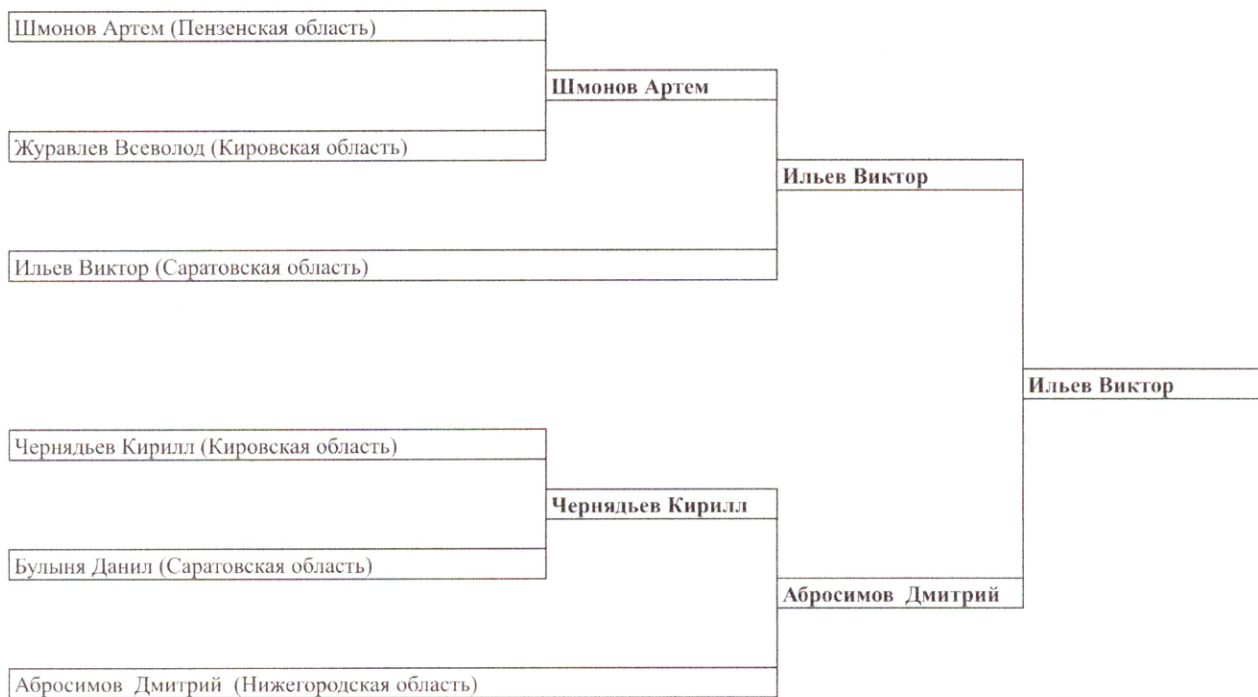 Шмонов Артем (Пензенская область)
Шмонов Артем
Журавлев Всеволод (Кировская область)
Ильев Виктор
Ильев Виктор (Саратовская область)
Ильев Виктор
Чернядьев Кирилл (Кировская область)
Чернядьев Кирилл
Булыня Данил (Саратовская область)
Абросимов Дмитрий
Абросимов Дмитрий (Нижегородская область)